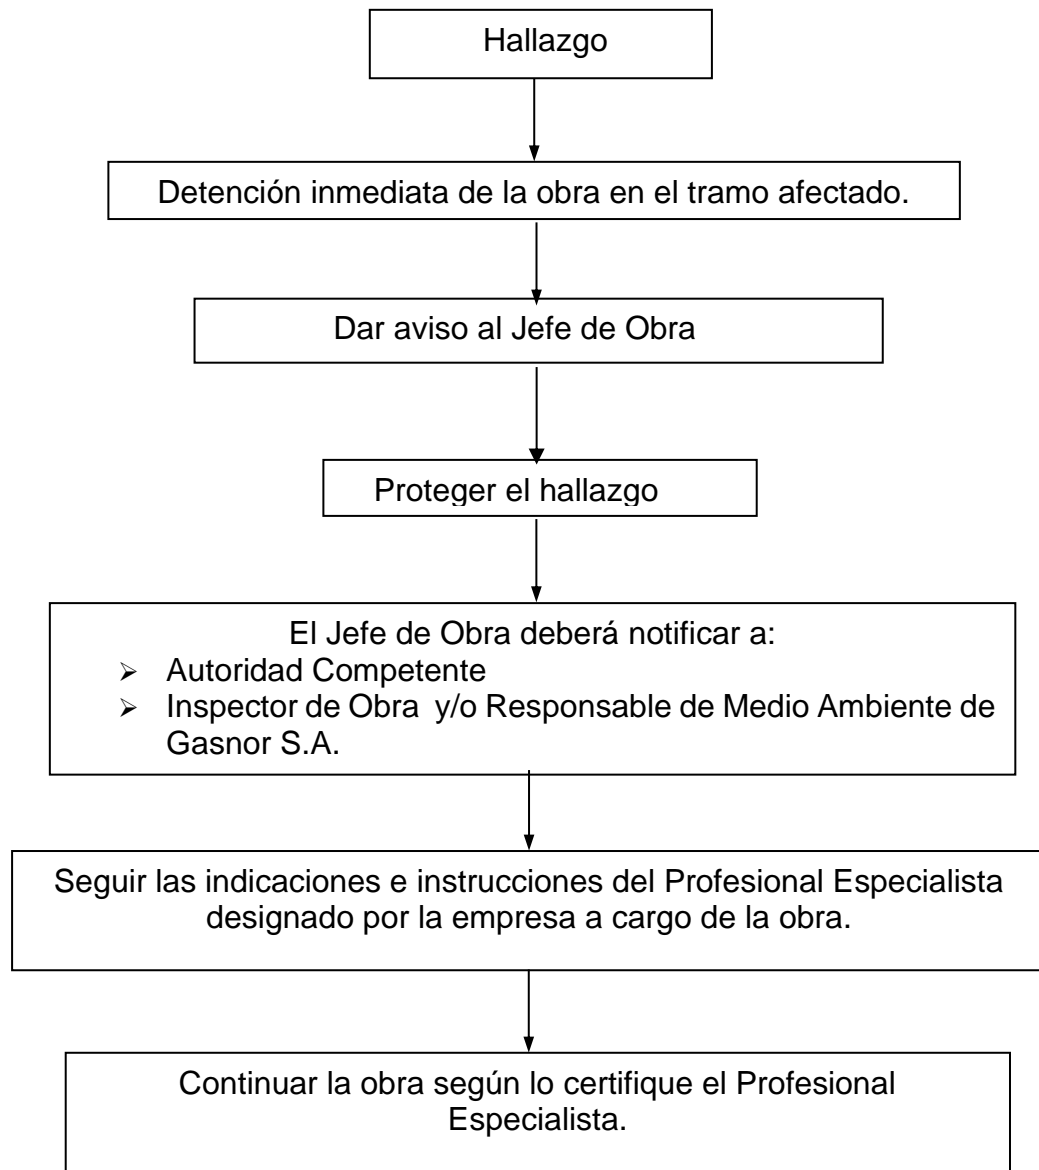 Hallazgo
Detención inmediata de la obra en el tramo afectado.
Dar aviso al Jefe de Obra
Proteger el hallazgo
El Jefe de Obra deberá notificar a:
➢ Autoridad Competente
➢ Inspector de Obra y/o Responsable de Medio Ambiente de
Gasnor S.A.
Seguir las indicaciones e instrucciones del Profesional Especialista
designado por la empresa a cargo de la obra.
Continuar la obra según lo certifique el Profesional
Especialista.